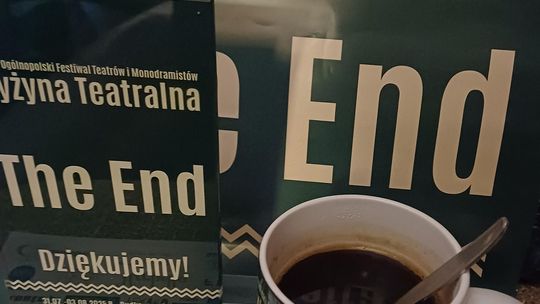 Ogólnopolski Festiwal Teatrów i Monodramistów
yżyna Teatralna
The End
Dziękujemy!
e End